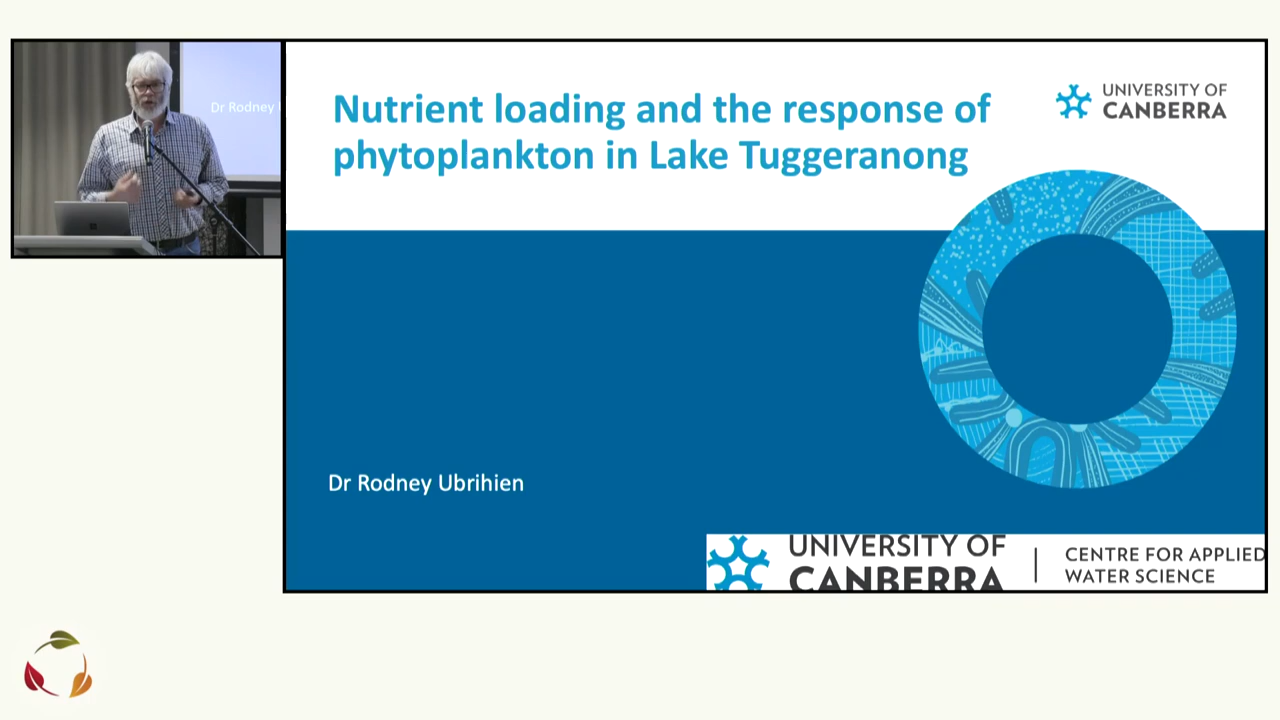 Dr Rodney
Nutrient loading and the response of
phytoplankton in Lake Tuggeranong
UNIVERSITY OF
CANBERRA
Dr Rodney Ubrihien
UNIVERSITY OF
CANBERRA
CENTRE FOR APPLIED
WATER SCIENCE